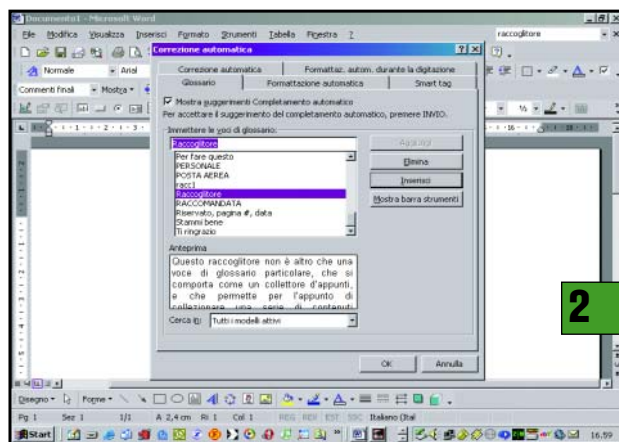 Documento1 - Microsoft Word
File Modifica Visualizza Inserisci Formato Strumenti Tabella Finestra ?
raccoglitore
Normale Arial
Commenti finali Mostra
Correzione automatica
Correzione automatica Formattaz. autom. durante la digitazione
Glossario Formattazione automatica Smart tag
Mostra suggerimenti Completamento automatico
Per accettare il suggerimento del completamento automatico, premere INVIO.
Immettere le voci di glossario:
Raccoglitore
Aggiungi
Per fare questo
PERSONALE
Elimina
POSTA AEREA
racc1
Inserisci
Raccoglitore
RACCOMANDATA
Mostra barra strumenti
Riservato, pagina #, data
Stammi bene
Ti ringrazio
Anteprima
Questo raccoglitore non è altro che una
voce di glossario particolare, che si
comporta come un collettore d'appunti,
e che permette per l'appunto di
collezionare una serie di contenuti
Cerca in: Tutti i modelli attivi
OK Annulla
2
Disegno Forme
Pg 1 Sez 1 1/1 A 2,4 cm Ri 1 Col 1 REG REV EST SSC Italiano (Ital
Start 16.59